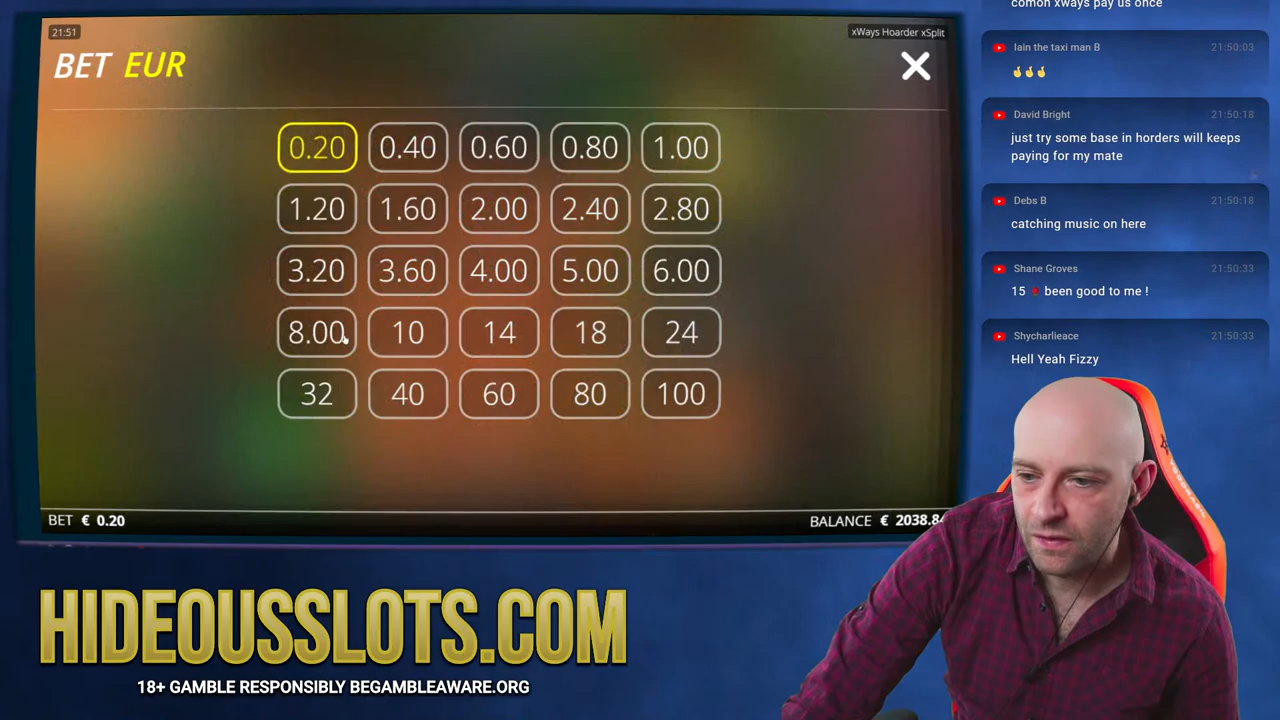 21:51
xWays Hoarder xSplit
BET EUR
0.20 0.40 0.60 0.80 1.00
1.20 1.60 2.00 2.40 2.80
3.20 3.60 4.00 5.00 6.00
8.00 10 14 18 24
32 40 60 80 100
BET € 0.20
BALANCE € 2038.84
HIDEOUSSLOTS.COM
18+ GAMBLE RESPONSIBLY BEGAMBLEAWARE.ORG
comon xways pay us once
Iain the taxi man B 21:50:03
David Bright 21:50:18
just try some base in horders will keeps
paying for my mate
Debs B 21:50:18
catching music on here
Shane Groves 21:50:33
15 been good to me !
Shycharlieace 21:50:33
Hell Yeah Fizzy